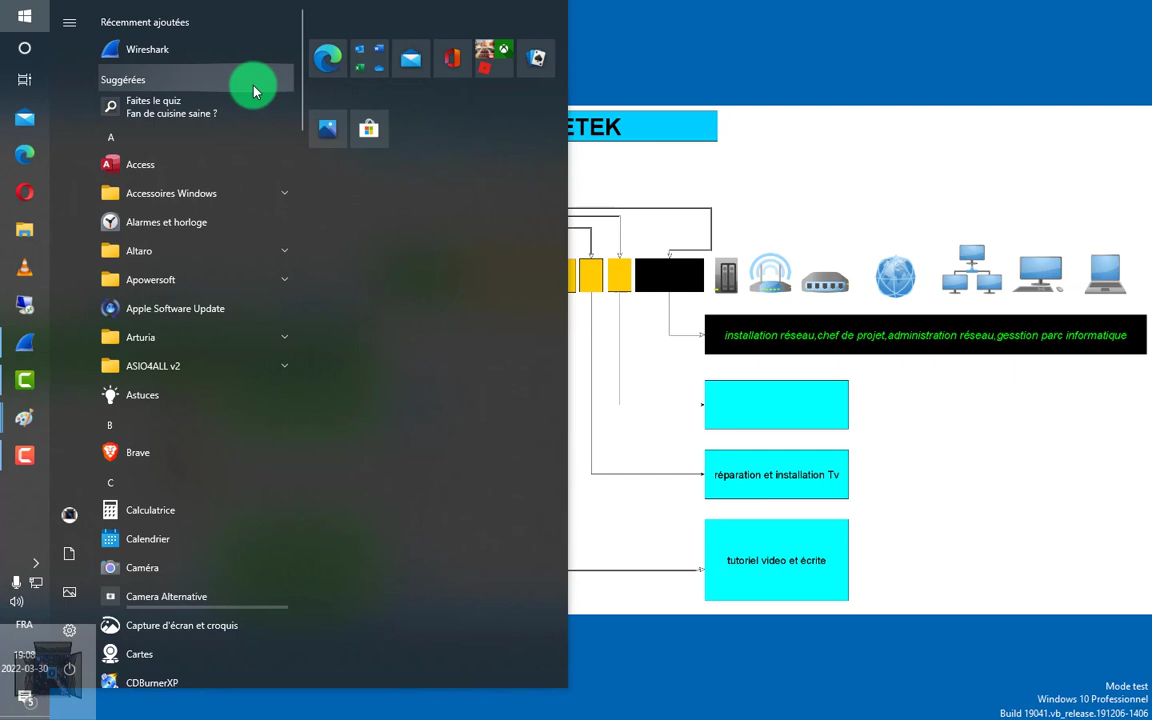 Récemment ajoutées
Wireshark
Suggérées
Faites le quiz
Fan de cuisine saine ?
A
Access
Accessoires Windows
Alarmes et horloge
Altaro
Apowersoft
Apple Software Update
Arturia
ASIO4ALL v2
Astuces
B
Brave
C
Calculatrice
Calendrier
Caméra
Camera Alternative
Capture d'écran et croquis
Cartes
CDBurnerXP
FRA
19:08
2022-03-30
5
ETEK
installation réseau,chef de projet,administration réseau,gesstion parc informatique
réparation et installation Tv
tutoriel video et écrite
Mode test
Windows 10 Professionnel
Build 19041.vb_release.191206-1406